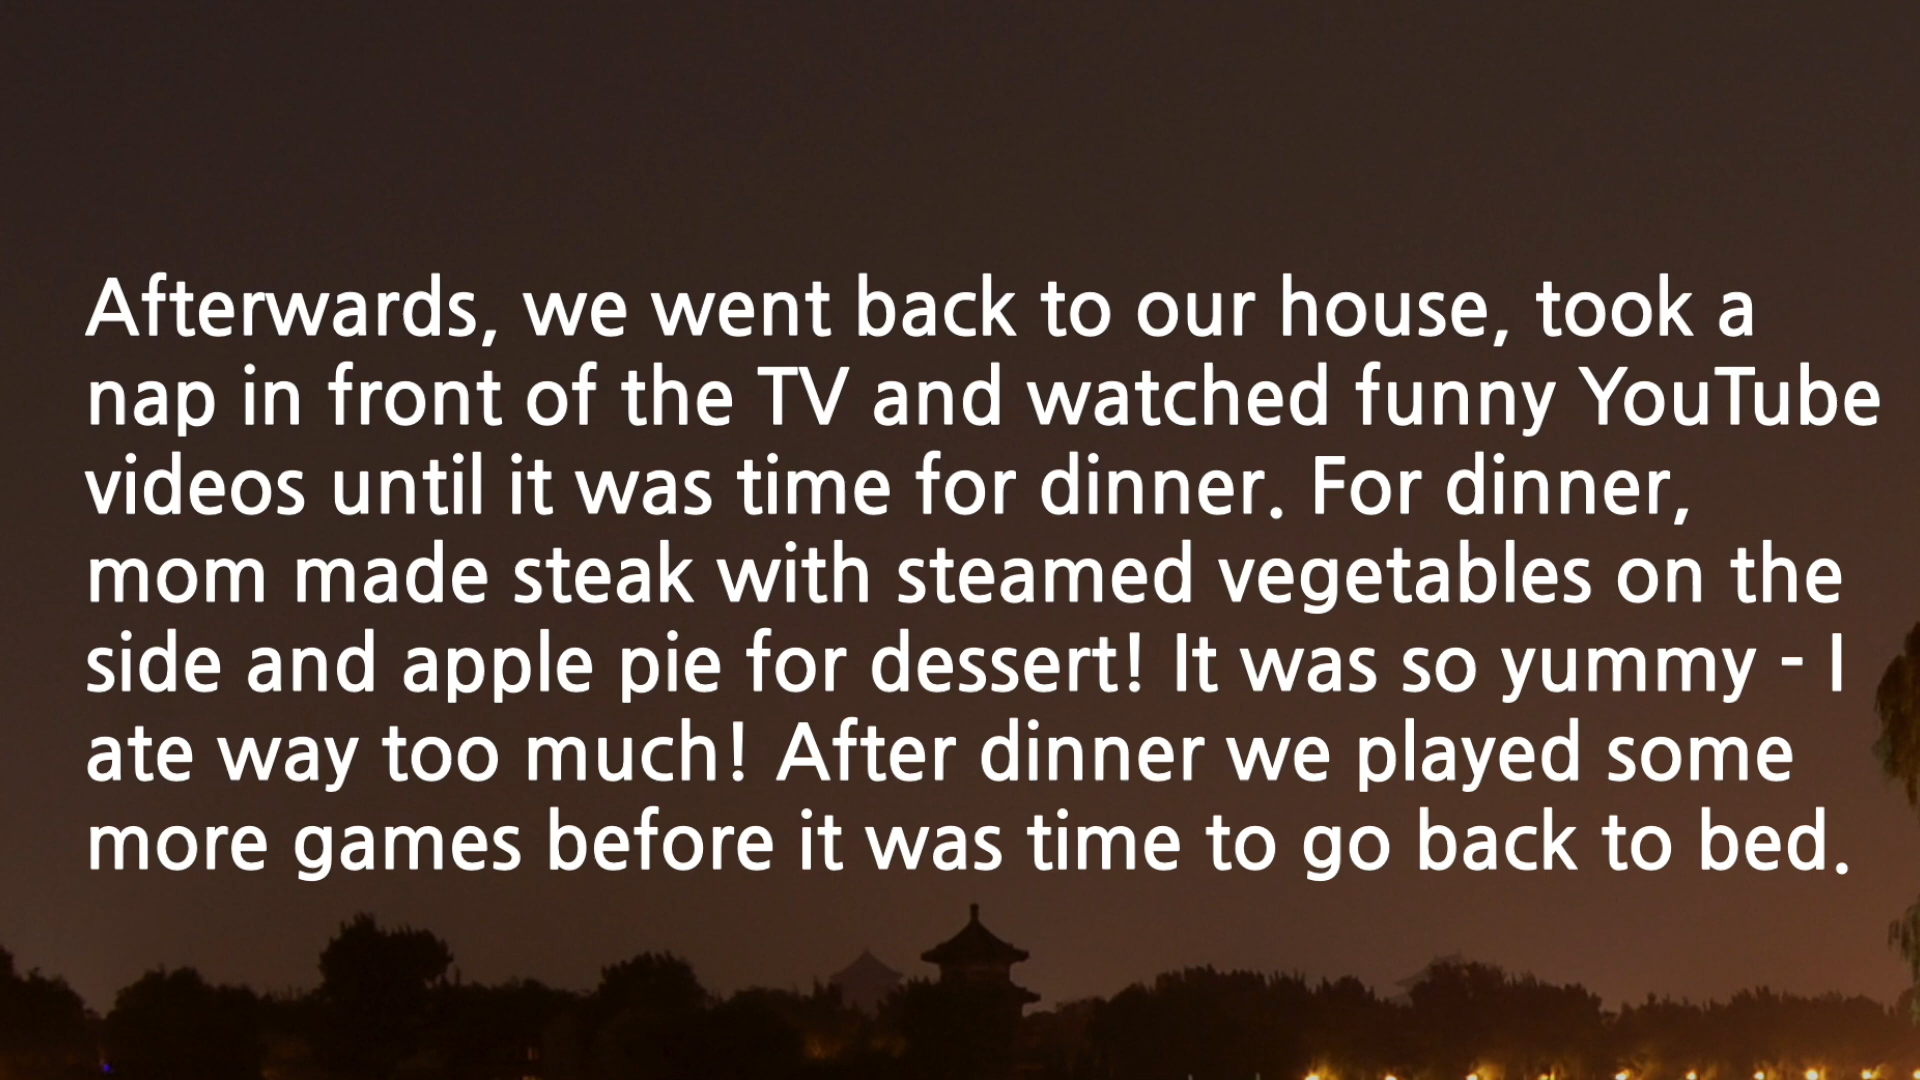 Afterwards, we went back to our house, took a
nap in front of the TV and watched funny YouTube
videos until it was time for dinner. For dinner,
mom made steak with steamed vegetables on the
side and apple pie for dessert! It was so yummy - I
ate way too much! After dinner we played some
more games before it was time to go back to bed.